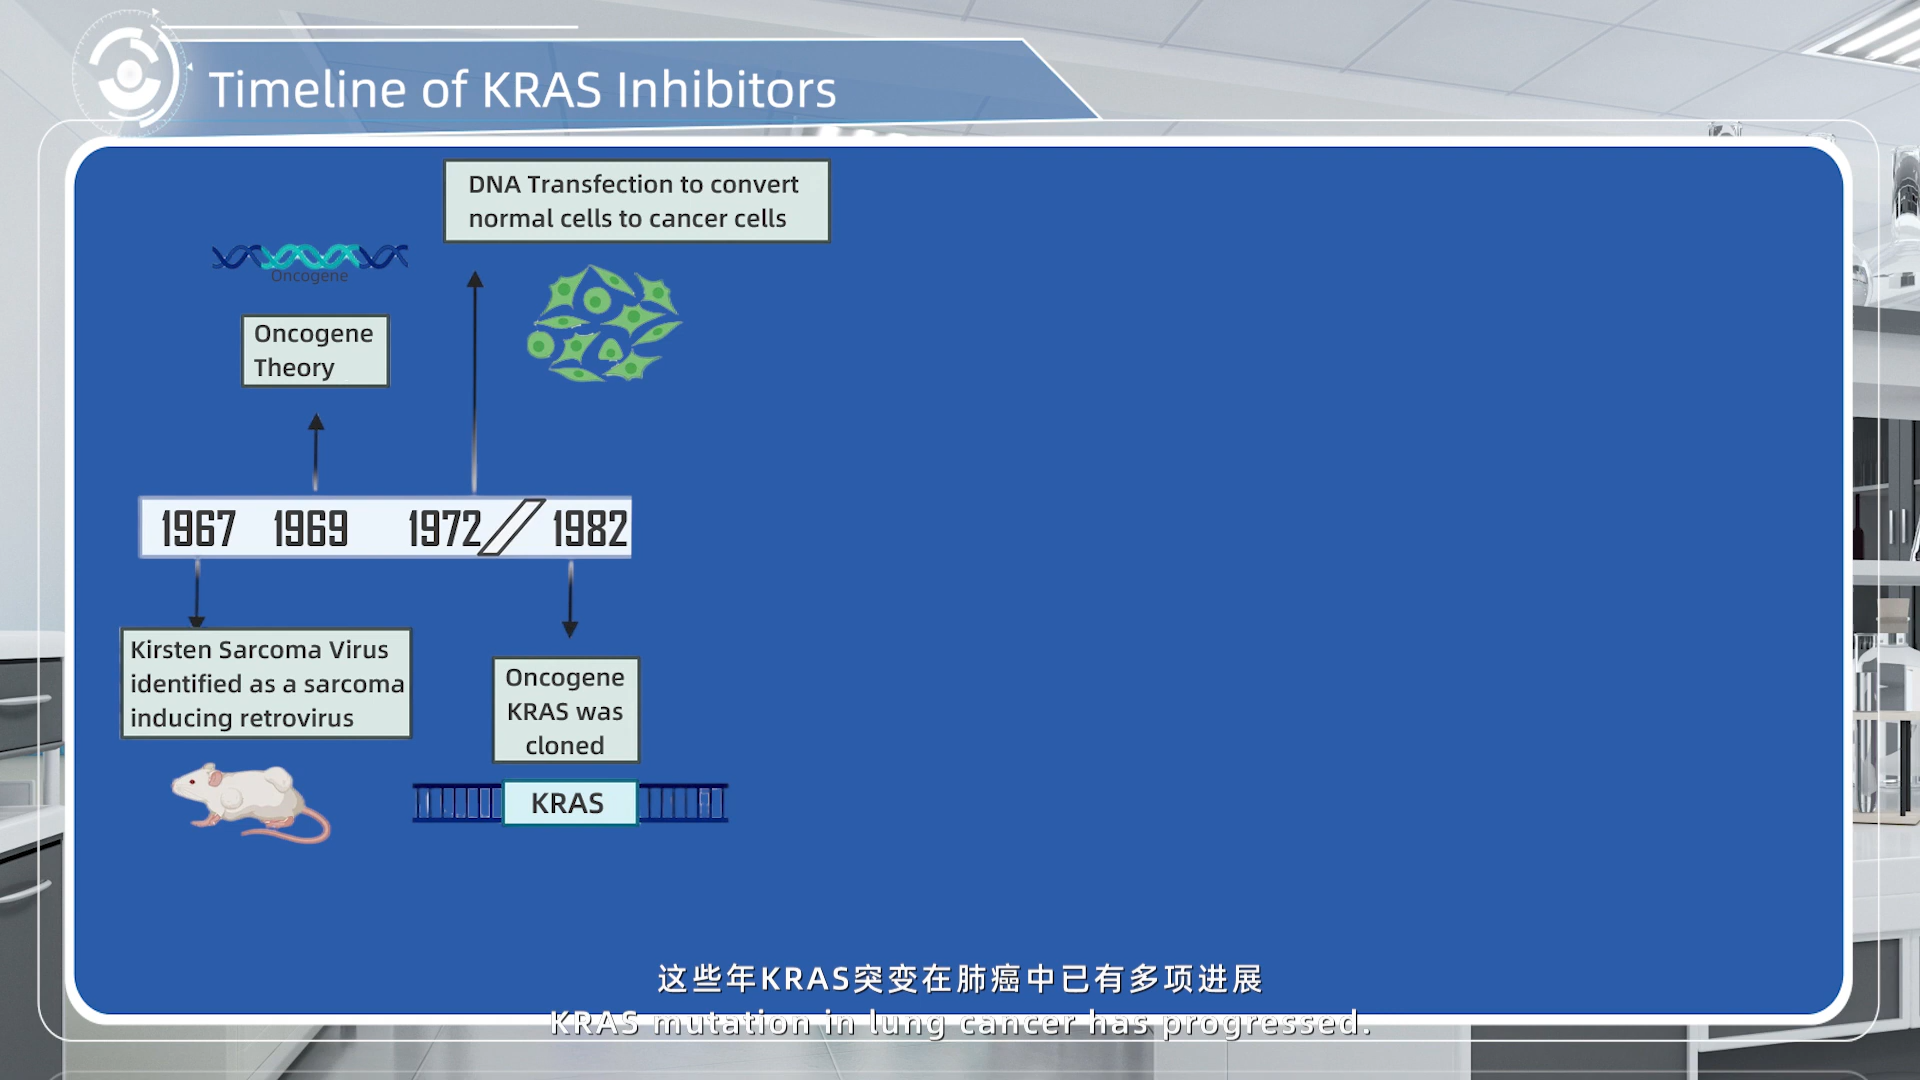 Timeline of KRAS Inhibitors
DNA Transfection to convert
normal cells to cancer cells
Oncogene
Oncogene
Theory
1967 1969 1972 1982
Kirsten Sarcoma Virus
identified as a sarcoma
inducing retrovirus
Oncogene
KRAS was
cloned
KRAS
这些年KRAS突变在肺癌中已有多项进展
KRAS mutation in lung cancer has progressed.